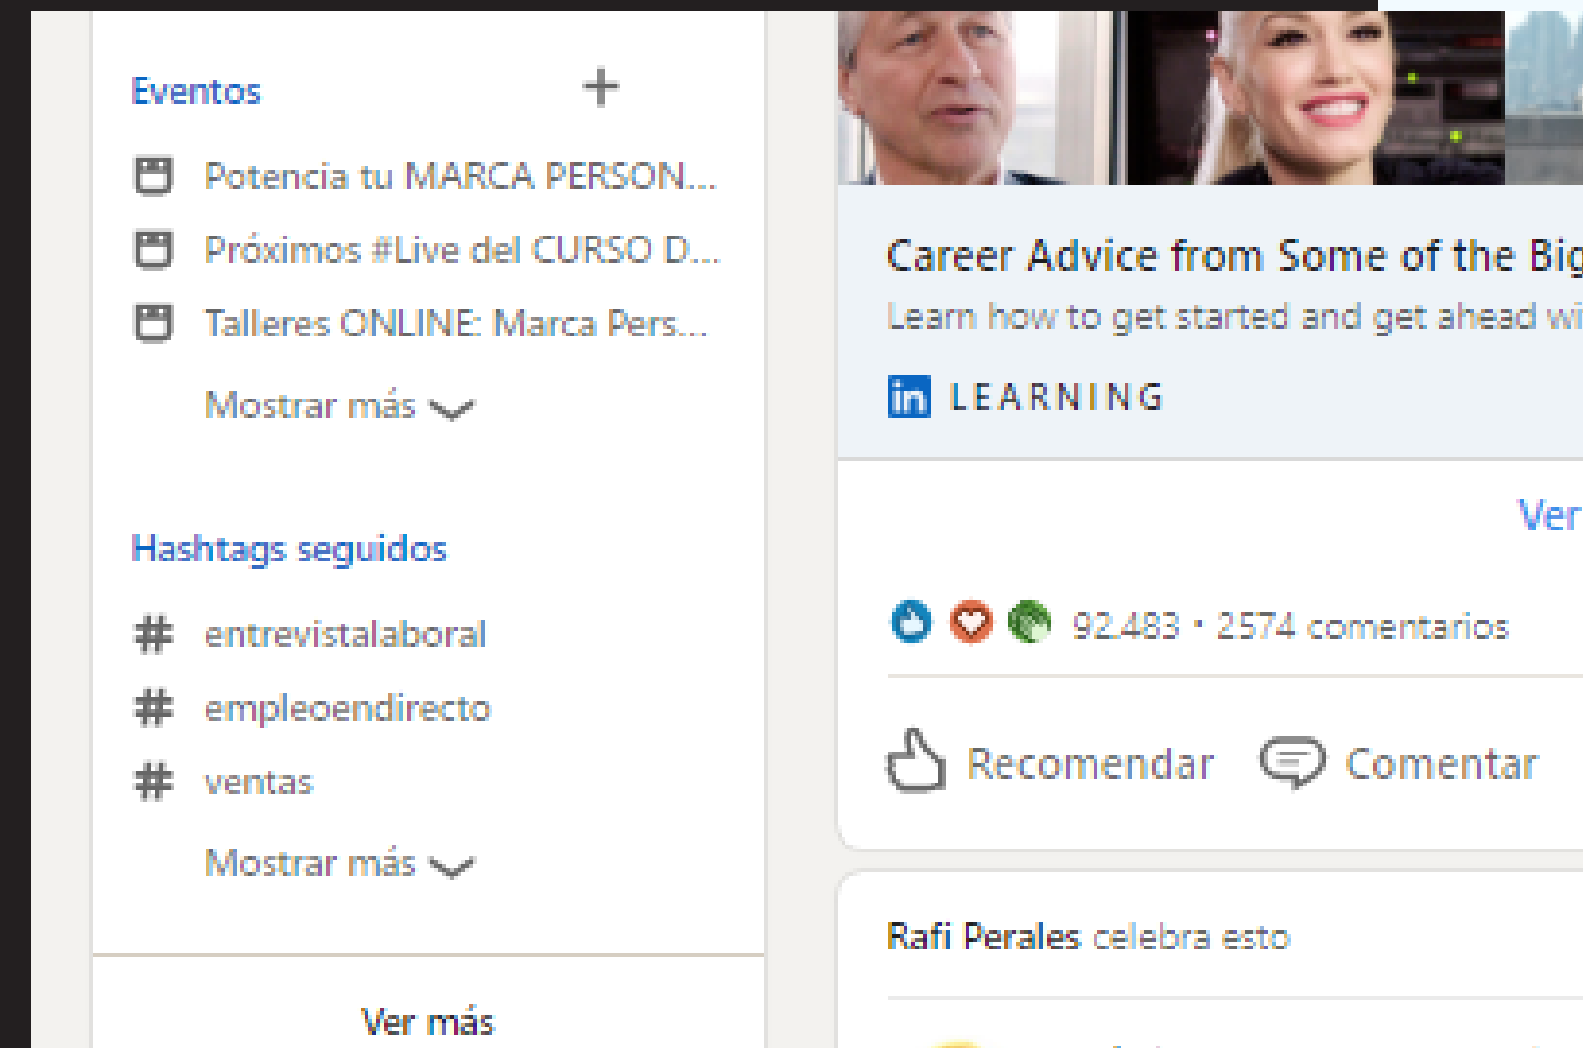 Eventos
Potencia tu MARCA PERSON...
Próximos #Live del CURSO D...
Talleres ONLINE: Marca Pers...
Mostrar más
Hashtags seguidos
# entrevistalaboral
# empleoendirecto
# ventas
Mostrar más
Ver más
Career Advice from Some of the Big
Learn how to get started and get ahead wi
in LEARNING
Ver
92.483 • 2574 comentarios
Recomendar Comentar
Rafi Perales celebra esto